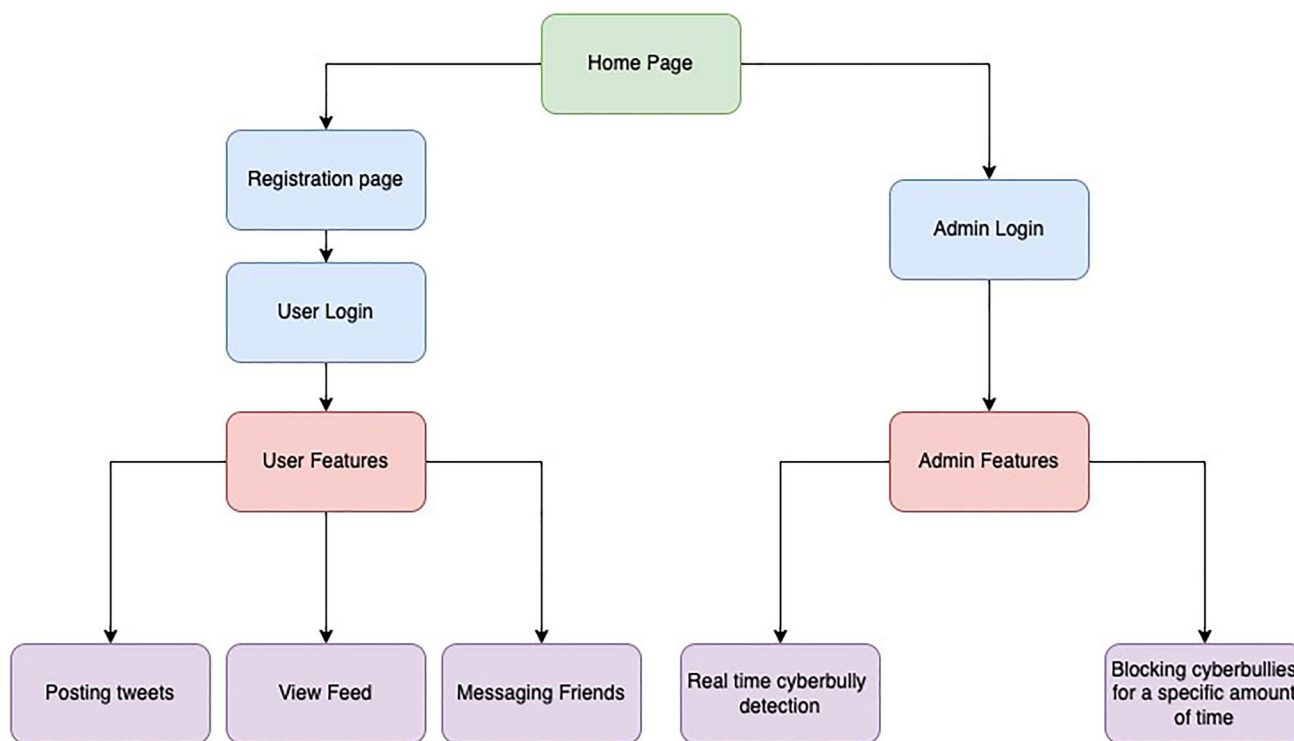 Home Page
Registration page
Admin Login
User Login
User Features
Admin Features
Posting tweets
View Feed
Messaging Friends
Real time cyberbully
detection
Blocking cyberbullies
for a specific amount
of time